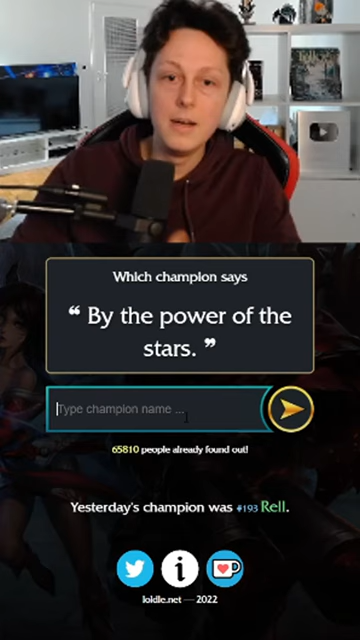 Which champion says
❝ By the power of the
stars. ❞
Type champion name ...
65810 people already found out!
Yesterday's champion was #193 Rell.
loldle.net — 2022